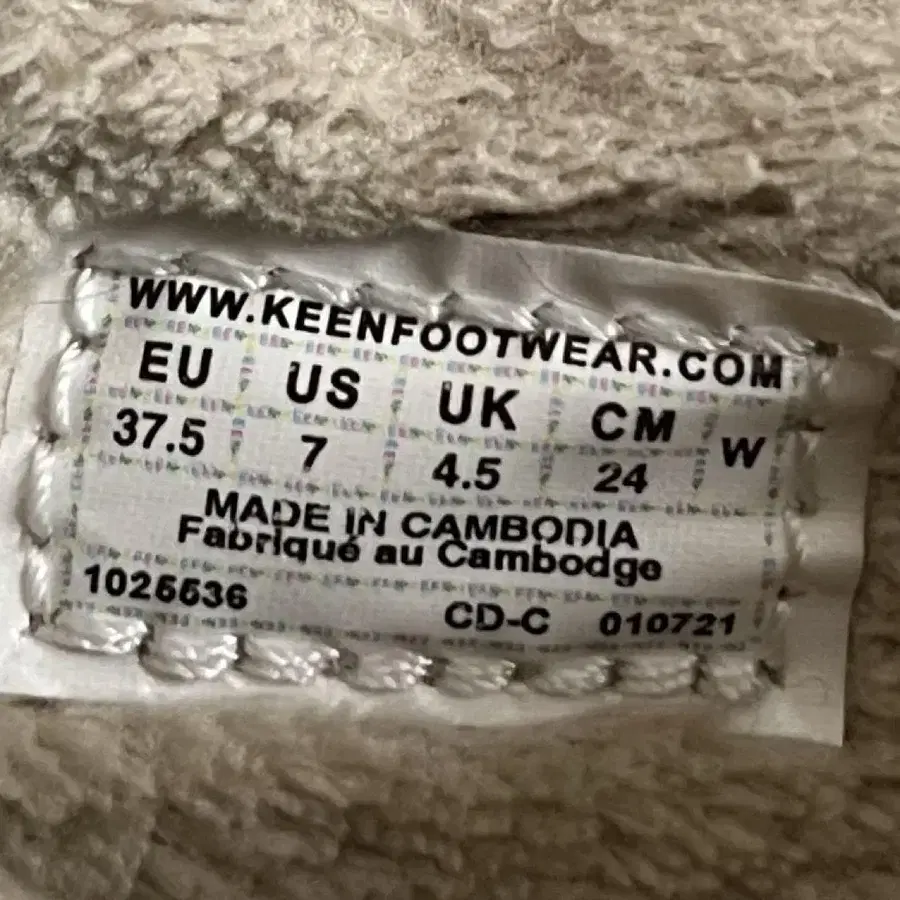 WWW.KEENFOOTWEAR.COM
EU US UK CM W
37.5 7 4.5 24
MADE IN CAMBODIA
Fabriqué au Cambodge
1025536 CD-C 010721